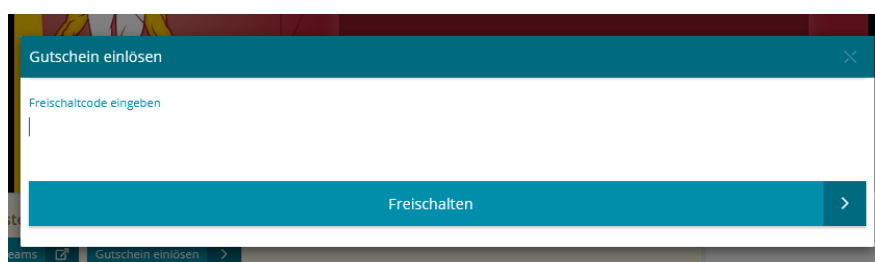 Gutschein einlösen
Freischaltcode eingeben
Freischalten
Gutschein einlösen